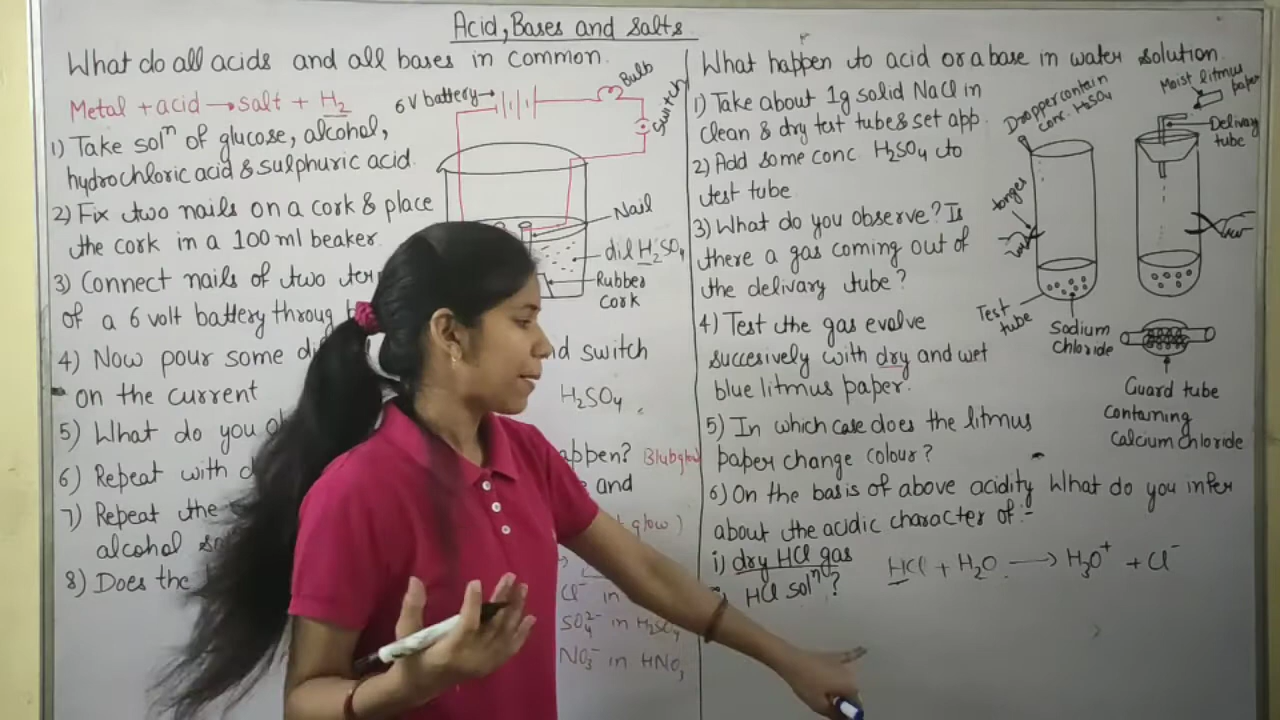 Acid, Bases and Salts
What do all acids and all bases in common.
Metal + acid → salt + H₂
1) Take solⁿ of glucose, alcohol,
hydrochloric acid & sulphuric acid.
2) Fix two nails on a cork & place
the cork in a 100 ml beaker.
3) Connect nails of two
of a 6 volt battery throug
4) Now pour some switch
on the current H₂SO₄
5) What do you
6) Repeat with happen? Blubglow
7) Repeat the and
alcohol glow)
8) Does the
Cl⁻ in
SO₄²⁻ in H₂SO₄
NO₃⁻ in HNO₃
6V battery→
Bulb
Switch
Nail
dil H₂SO₄
Rubber
cork
What happen to acid or a base in water solution.
1) Take about 1g solid NaCl in
clean & dry tut tube & set app.
2) Add some conc. H₂SO₄ to
test tube
3) What do you observe? Is
there a gas coming out of
the delivary tube?
4) Test the gas evolve
succesively with dry and wet
blue litmus paper.
5) In which case does the litmus
paper change colour?
6) On the basis of above acidity What do you infer
about the acidic character of :-
i) dry HCl gas
HCl solⁿ?
HCl + H₂O → H₃O⁺ + Cl⁻
Dropper contain
conc. H₂SO₄
tonges
Test
tube
Sodium
chloride
Moist litmus
paper
Delivary
tube
Guard tube
contaming
Calcium chloride